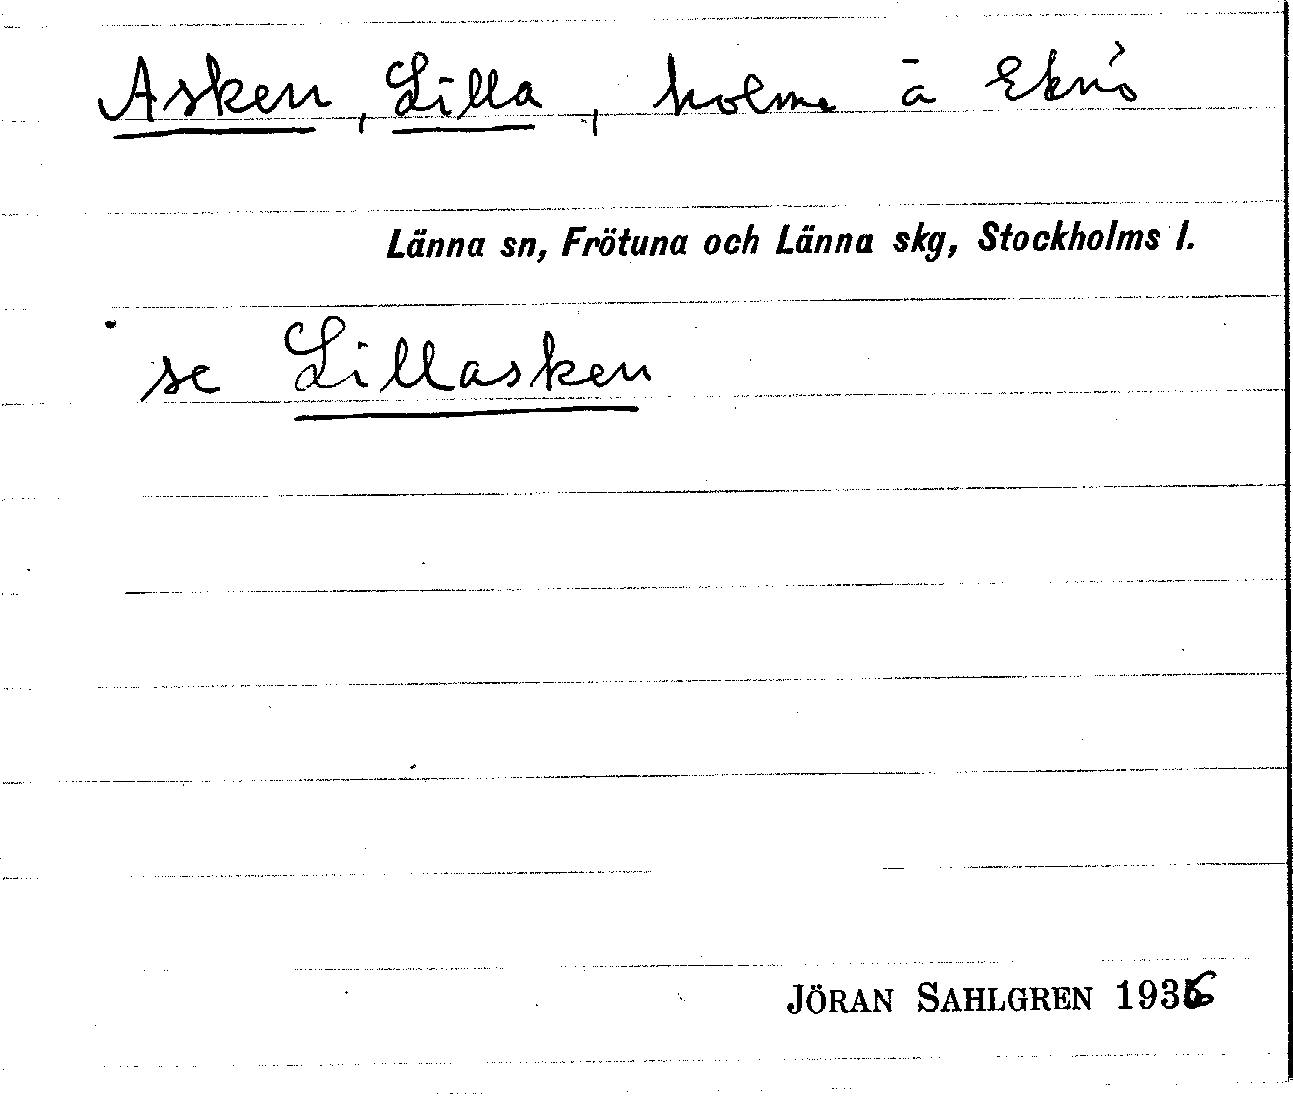 Asken, Lilla, holme å Eknö
Länna sn, Frötuna och Länna skg, Stockholms l.
se Lillasken
JÖRAN SAHLGREN 1936